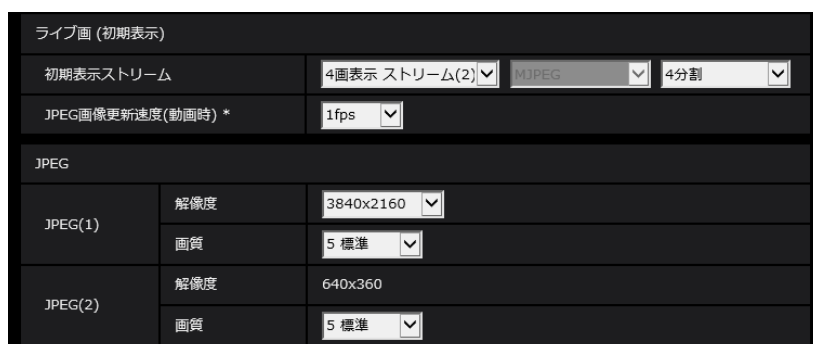 ライブ画 (初期表示)
初期表示ストリーム 4画表示 ストリーム(2) MJPEG 4分割
JPEG画像更新速度(動画時) * 1fps
JPEG
JPEG(1) 解像度 3840x2160
画質 5 標準
JPEG(2) 解像度 640x360
画質 5 標準